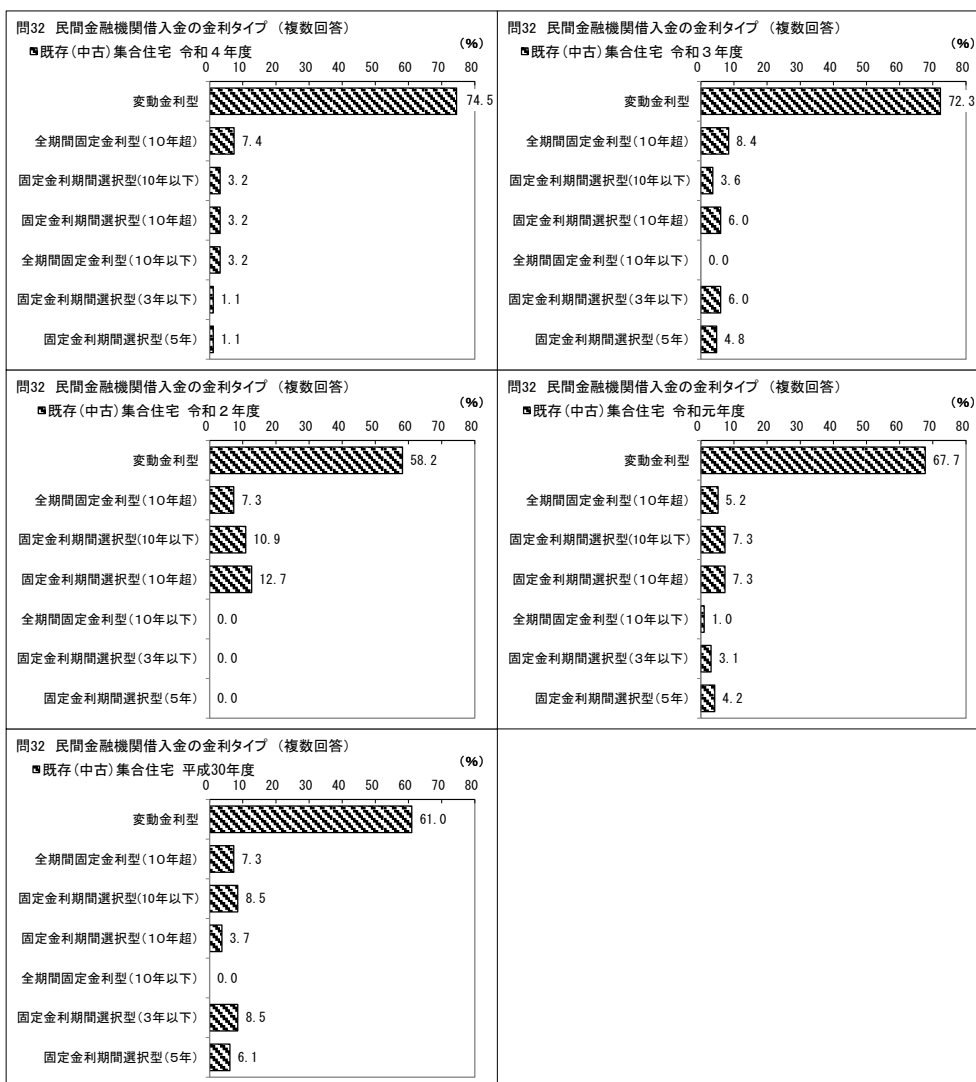 問32 民間金融機関借入金の金利タイプ (複数回答)
既存(中古)集合住宅 令和4年度
(%)
0 10 20 30 40 50 60 70 80
変動金利型 74.5
全期間固定金利型(10年超) 7.4
固定金利期間選択型(10年以下) 3.2
固定金利期間選択型(10年超) 3.2
全期間固定金利型(10年以下) 3.2
固定金利期間選択型(3年以下) 1.1
固定金利期間選択型(5年) 1.1
問32 民間金融機関借入金の金利タイプ (複数回答)
既存(中古)集合住宅 令和3年度
(%)
0 10 20 30 40 50 60 70 80
変動金利型 72.3
全期間固定金利型(10年超) 8.4
固定金利期間選択型(10年以下) 3.6
固定金利期間選択型(10年超) 6.0
全期間固定金利型(10年以下) 0.0
固定金利期間選択型(3年以下) 6.0
固定金利期間選択型(5年) 4.8
問32 民間金融機関借入金の金利タイプ (複数回答)
既存(中古)集合住宅 令和2年度
(%)
0 10 20 30 40 50 60 70 80
変動金利型 58.2
全期間固定金利型(10年超) 7.3
固定金利期間選択型(10年以下) 10.9
固定金利期間選択型(10年超) 12.7
全期間固定金利型(10年以下) 0.0
固定金利期間選択型(3年以下) 0.0
固定金利期間選択型(5年) 0.0
問32 民間金融機関借入金の金利タイプ (複数回答)
既存(中古)集合住宅 令和元年度
(%)
0 10 20 30 40 50 60 70 80
変動金利型 67.7
全期間固定金利型(10年超) 5.2
固定金利期間選択型(10年以下) 7.3
固定金利期間選択型(10年超) 7.3
全期間固定金利型(10年以下) 1.0
固定金利期間選択型(3年以下) 3.1
固定金利期間選択型(5年) 4.2
問32 民間金融機関借入金の金利タイプ (複数回答)
既存(中古)集合住宅 平成30年度
(%)
0 10 20 30 40 50 60 70 80
変動金利型 61.0
全期間固定金利型(10年超) 7.3
固定金利期間選択型(10年以下) 8.5
固定金利期間選択型(10年超) 3.7
全期間固定金利型(10年以下) 0.0
固定金利期間選択型(3年以下) 8.5
固定金利期間選択型(5年) 6.1